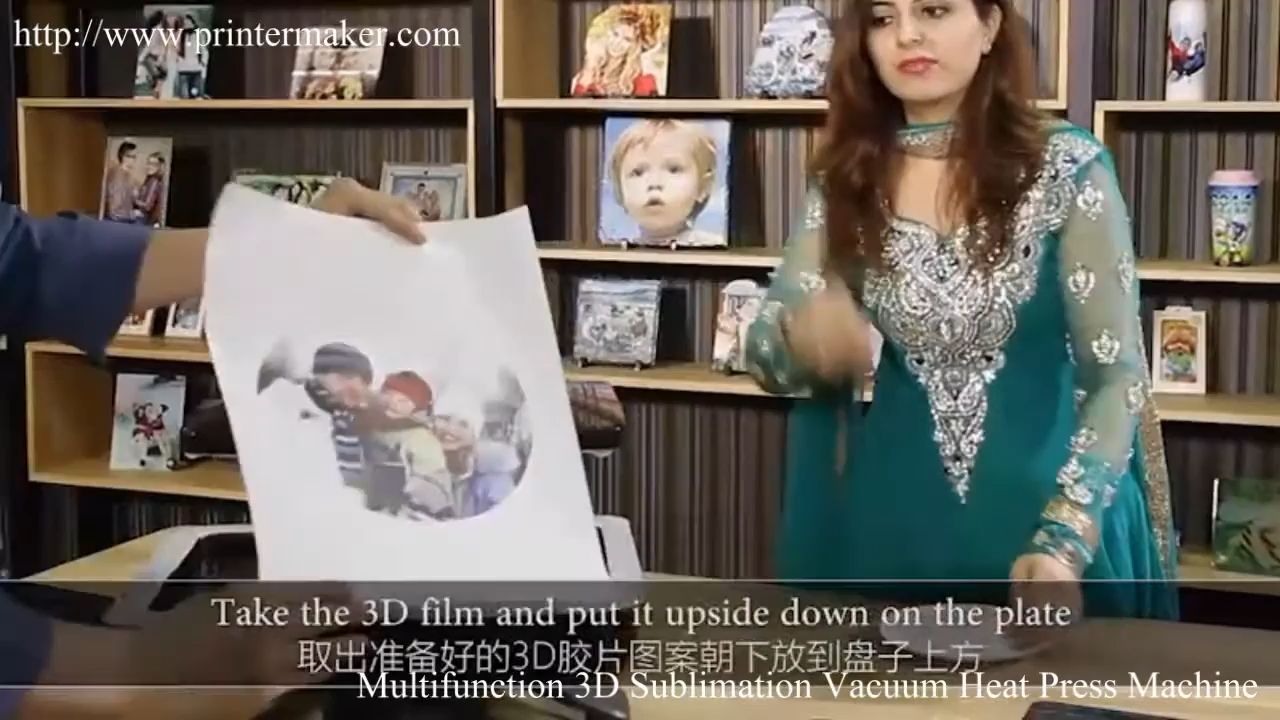 http://www.printermaker.com
Take the 3D film and put it upside down on the plate
取出准备好的3D胶片图案朝下放到盘子上方
Multifunction 3D Sublimation Vacuum Heat Press Machine